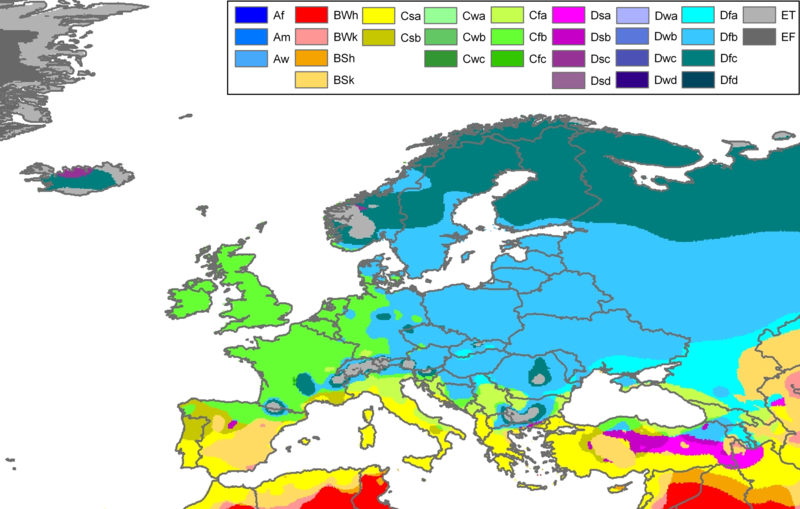 Af BWh Csa Cwa Cfa Dsa Dwa Dfa ET
Am BWk Csb Cwb Cfb Dsb Dwb Dfb EF
Aw BSh Cwc Cfc Dsc Dwc Dfc
BSk Dsd Dwd Dfd